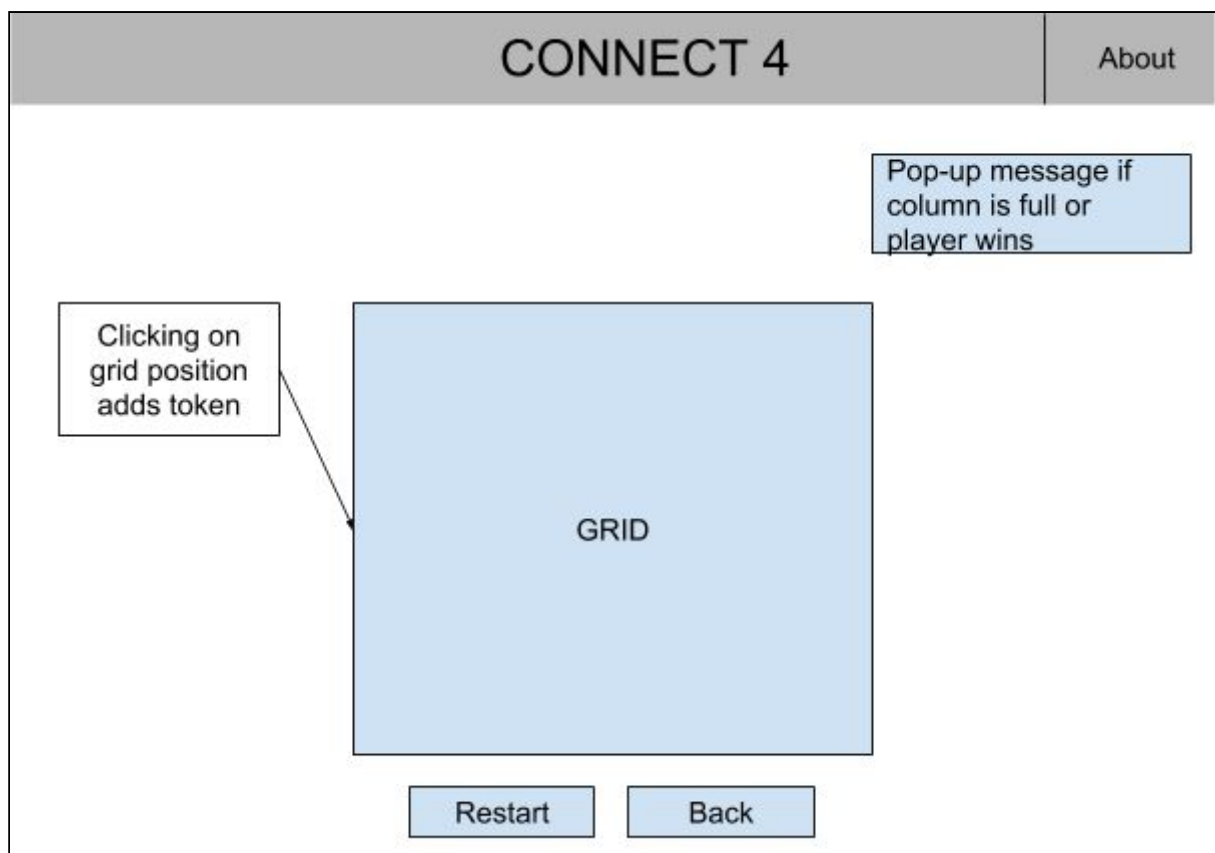 CONNECT 4
About
Pop-up message if
column is full or
player wins
Clicking on
grid position
adds token
GRID
Restart
Back